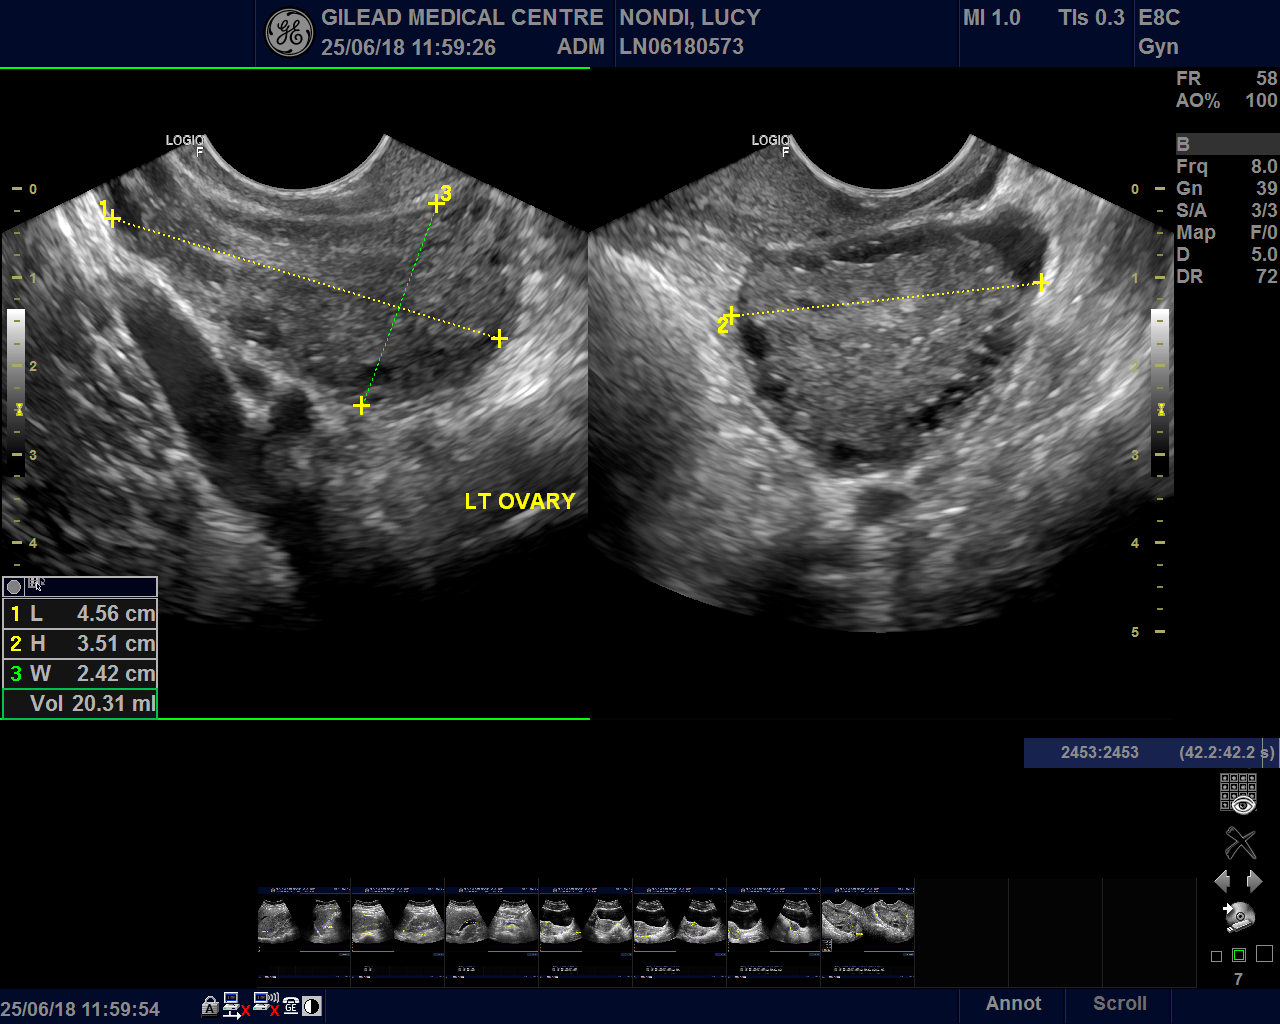 GILEAD MEDICAL CENTRE
25/06/18 11:59:26 ADM
NONDI, LUCY
LN06180573
MI 1.0 TIs 0.3
E8C
Gyn
FR 58
AO% 100
B
Frq 8.0
Gn 39
S/A 3/3
Map F/0
D 5.0
DR 72
LOGIQ
F
LOGIQ
F
0
1
2
3
4
0
1
2
3
4
5
1
3
2
LT OVARY
1 L 4.56 cm
2 H 3.51 cm
3 W 2.42 cm
Vol 20.31 ml
2453:2453 (42.2:42.2 s)
7
25/06/18 11:59:54
Annot
Scroll